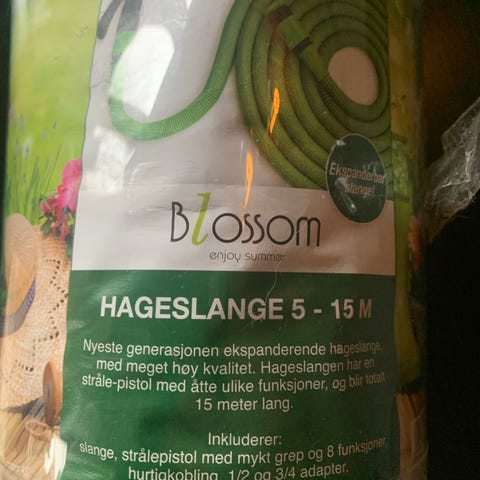 Ekspanderbar
slange!
Blossom
enjoy summer
HAGESLANGE 5 - 15 M
Nyeste generasjonen ekspanderende hageslange,
med meget høy kvalitet. Hageslangen har en
stråle-pistol med åtte ulike funksjoner, og blir totalt
15 meter lang.
Inkluderer:
slange, strålepistol med mykt grep og 8 funksjoner,
hurtigkobling, 1/2 og 3/4 adapter.